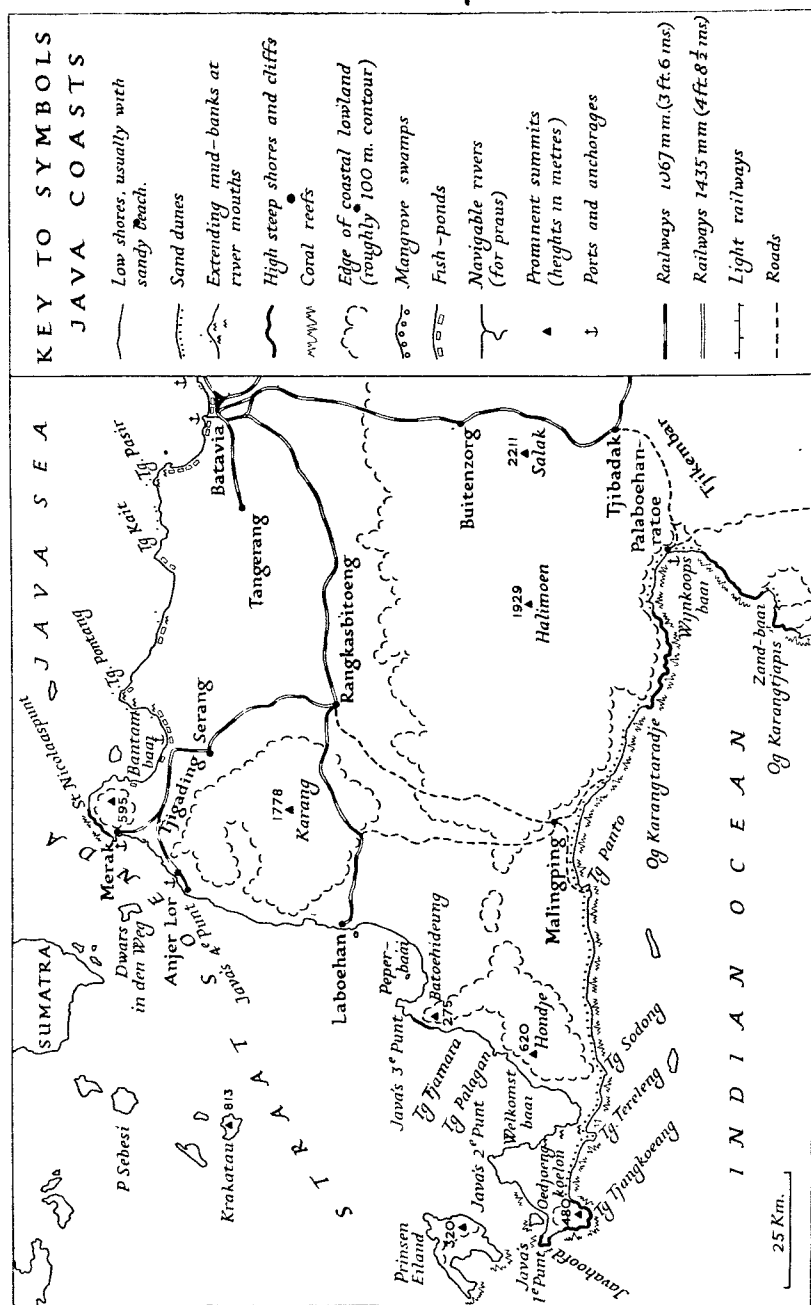 KEY TO SYMBOLS
JAVA COASTS
Low shores, usually with
sandy beach.
Sand dunes
Extending mud-banks at
river mouths
High steep shores and cliffs
Coral reefs
Edge of coastal lowland
(roughly 100 m. contour)
Mangrove swamps
Fish-ponds
Navigable rivers
(for praus)
Prominent summits
(heights in metres)
Ports and anchorages
Railways 1067 mm.(3 ft.6 ins.)
Railways 1435 mm (4ft.8½ ins.)
Light railways
Roads
JAVA SEA
SUMATRA
St Nicolaaspunt
Tg. Pontang
Tg Kait
Tg. Pasir
Merak
595
Bantam
baai
Batavia
Dwars
in den Weg
Tjigading
Serang
Tangerang
P Sebesi
Anjer Lor
Java's 4e Punt
STRAAT SOENDA
Krakatau
813
1778
Karang
Rangkasbitoeng
Laboehan
Peper-
baai
Java's 3e Punt
Batoehideung
275
Buitenzorg
2211
Salak
1929
Halimoen
Tg Tjamara
Tg Palagan
620
Hondje
Prinsen
Eiland
320
Java's 2e Punt
Welkomst
baai
Malingping
Tjibadak
Palaboehan-
ratoe
Tjikembar
Java's
1e Punt
Oedjoeng
koelon
480
Javahoofd
Tg Tjangkoeang
Tg Tereleng
Tg Sodong
Tg Panto
Og Karangtaradje
Wijnkoops
baai
Zand-baai
Og Karangtjapis
INDIAN OCEAN
25 Km.